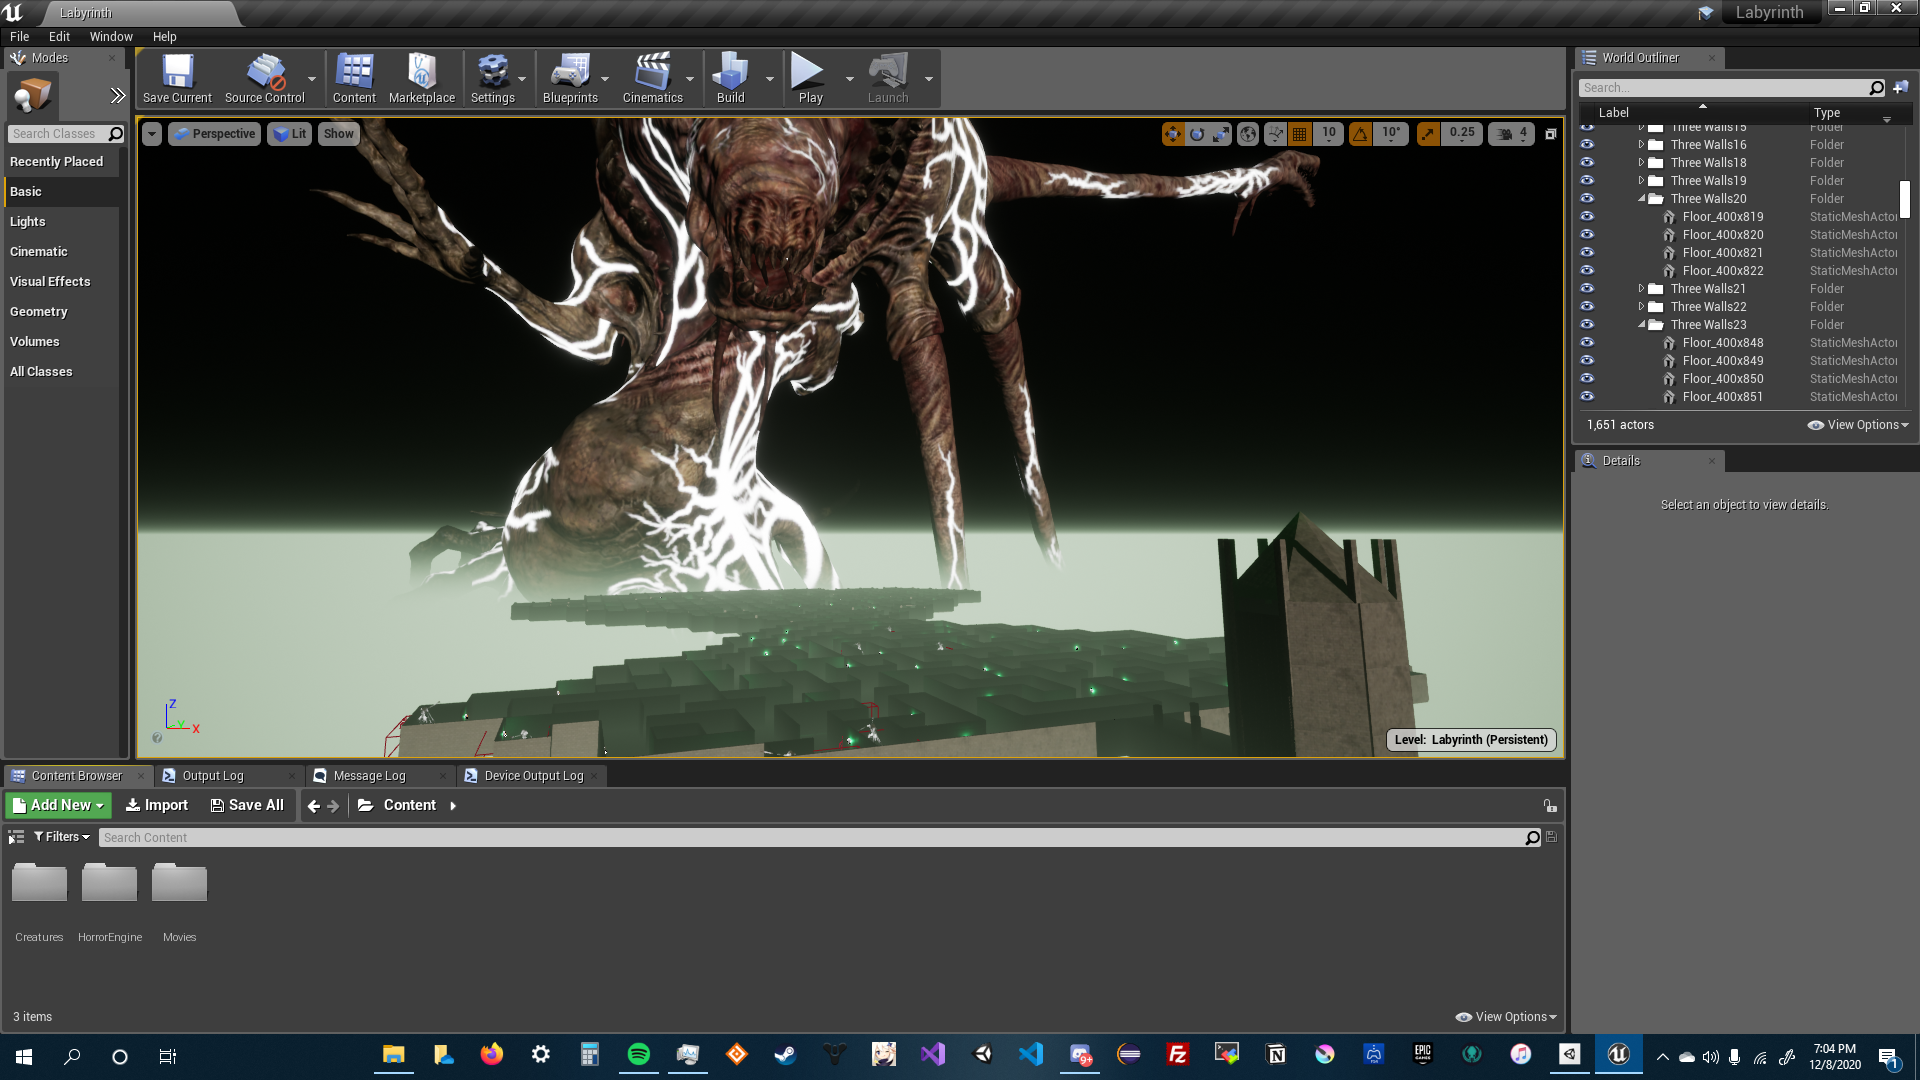 Labyrinth
Labyrinth
File Edit Window Help
Modes
Save Current
Source Control
Content
Marketplace
Settings
Blueprints
Cinematics
Build
Play
Launch
World Outliner
Search...
Label Type
Search Classes
Recently Placed
Basic
Lights
Cinematic
Visual Effects
Geometry
Volumes
All Classes
Perspective
Lit
Show
10
10°
0.25
4
Three Walls15 Folder
Three Walls16 Folder
Three Walls18 Folder
Three Walls19 Folder
Three Walls20 Folder
Floor_400x819 StaticMeshActor
Floor_400x820 StaticMeshActor
Floor_400x821 StaticMeshActor
Floor_400x822 StaticMeshActor
Three Walls21 Folder
Three Walls22 Folder
Three Walls23 Folder
Floor_400x848 StaticMeshActor
Floor_400x849 StaticMeshActor
Floor_400x850 StaticMeshActor
Floor_400x851 StaticMeshActor
1,651 actors
View Options
Details
Select an object to view details.
Z
Y
X
Level: Labyrinth (Persistent)
Content Browser
Output Log
Message Log
Device Output Log
Add New
Import
Save All
Content
Filters
Search Content
Creatures
HorrorEngine
Movies
3 items
View Options
9+
7:04 PM
12/8/2020
1